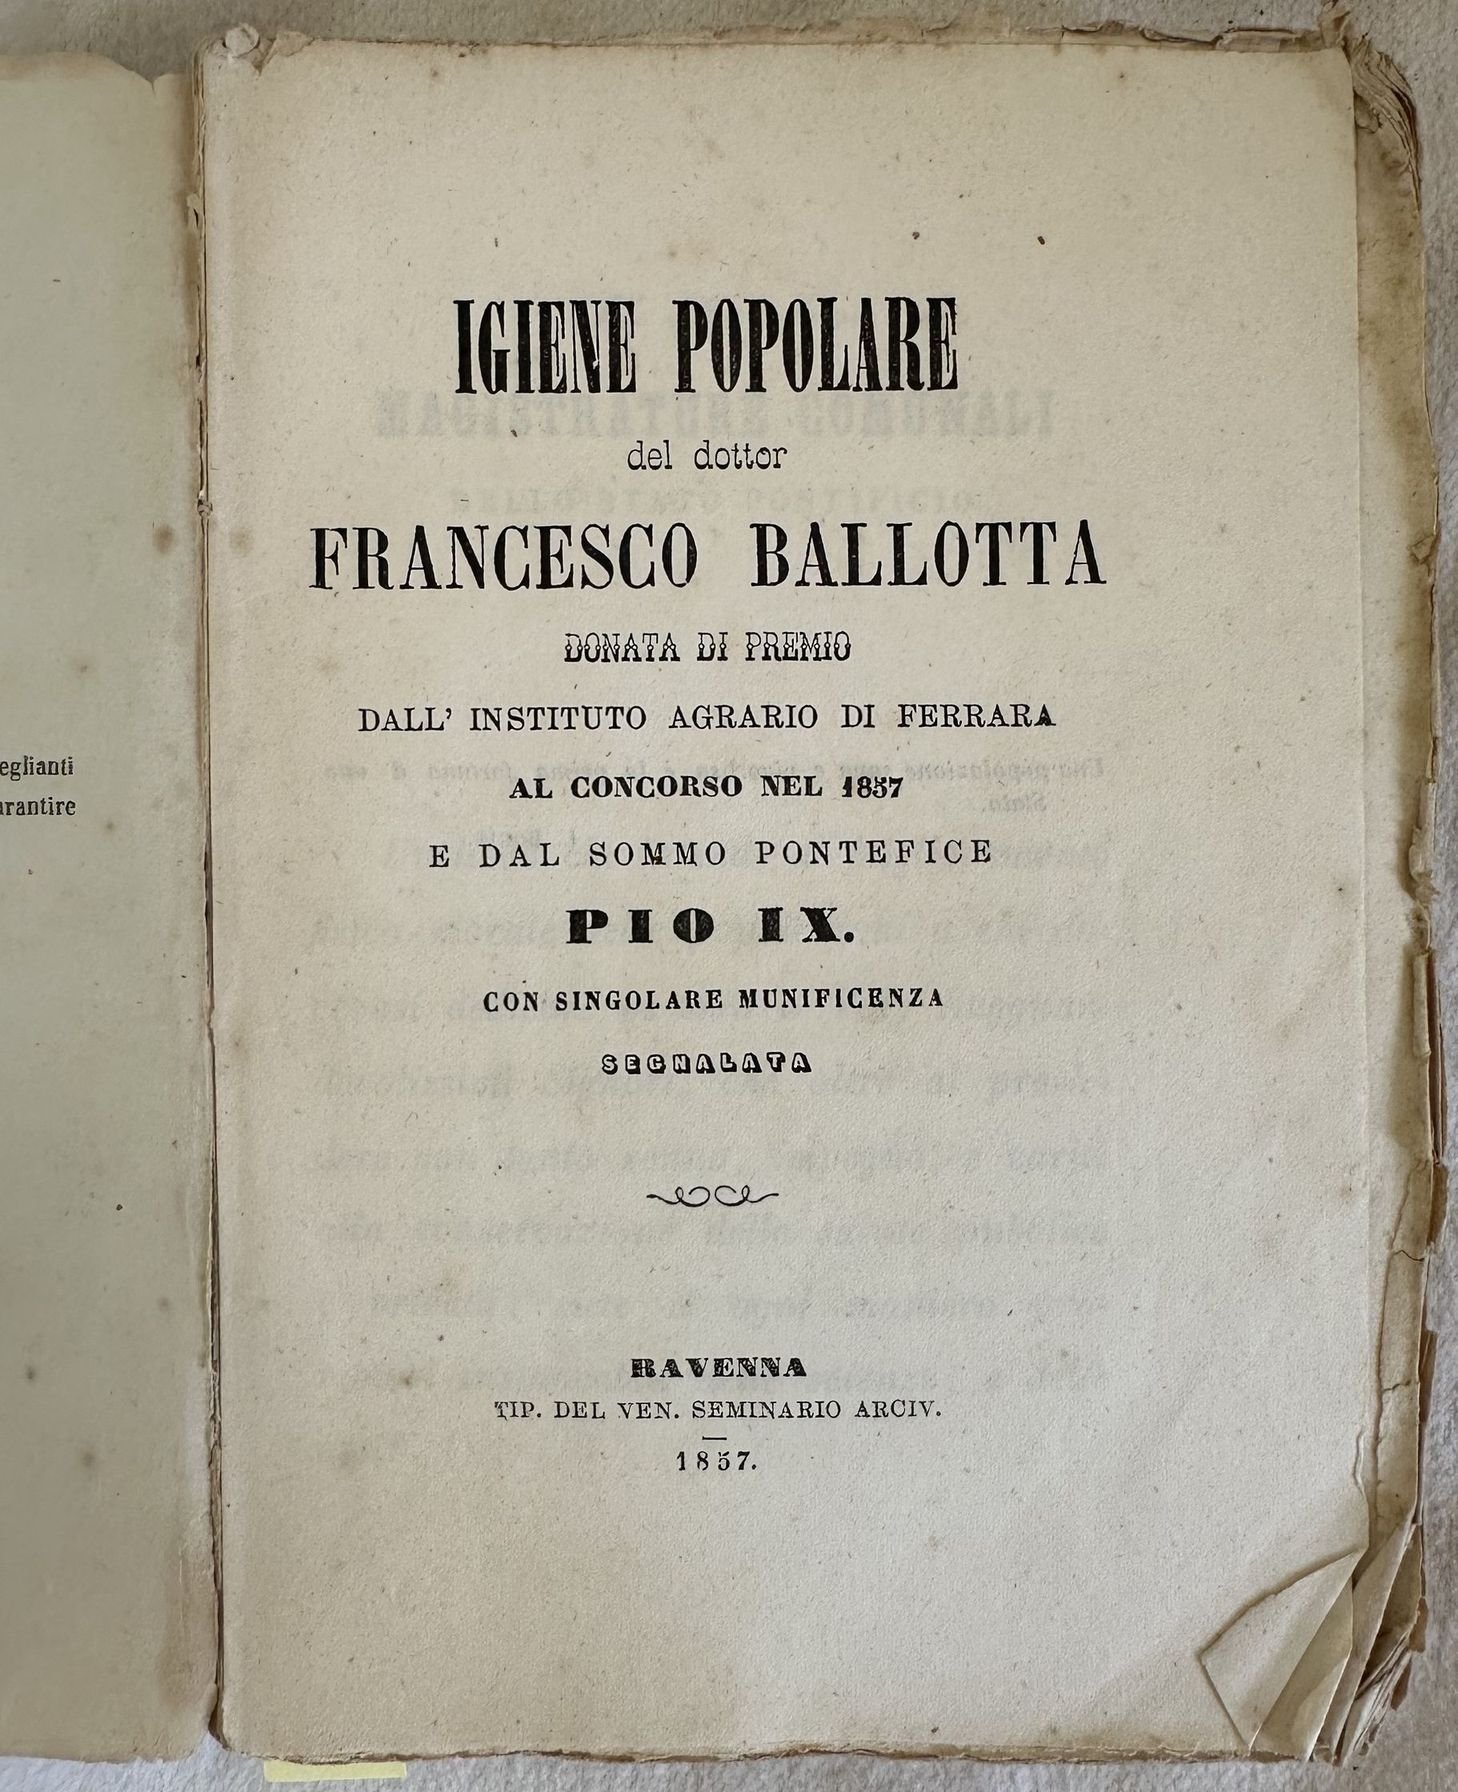 eglianti
arantire
IGIENE POPOLARE
del dottor
FRANCESCO BALLOTTA
DONATA DI PREMIO
DALL' INSTITUTO AGRARIO DI FERRARA
AL CONCORSO NEL 1857
E DAL SOMMO PONTEFICE
PIO IX.
CON SINGOLARE MUNIFICENZA
SEGNALATA
RAVENNA
TIP. DEL VEN. SEMINARIO ARCIV.
1857.